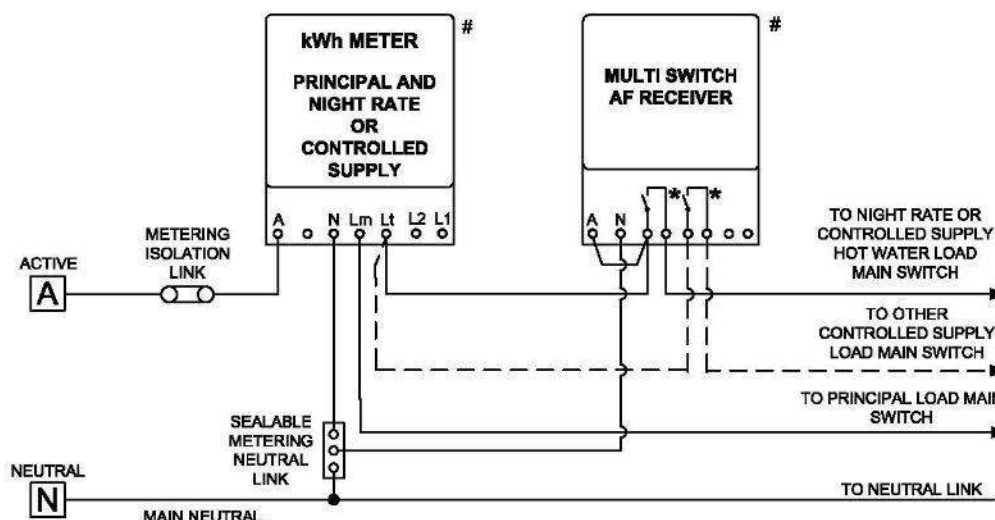 #
#
kWh METER
PRINCIPAL AND
NIGHT RATE
OR
CONTROLLED
SUPPLY
MULTI SWITCH
AF RECEIVER
A
N
Lm
Lt
L2
L1
A
N
*
*
METERING
ISOLATION
LINK
ACTIVE
A
TO NIGHT RATE OR
CONTROLLED SUPPLY
HOT WATER LOAD
MAIN SWITCH
TO OTHER
CONTROLLED SUPPLY
LOAD MAIN SWITCH
TO PRINCIPAL LOAD MAIN
SWITCH
SEALABLE
METERING
NEUTRAL
LINK
NEUTRAL
N
MAIN NEUTRAL
TO NEUTRAL LINK